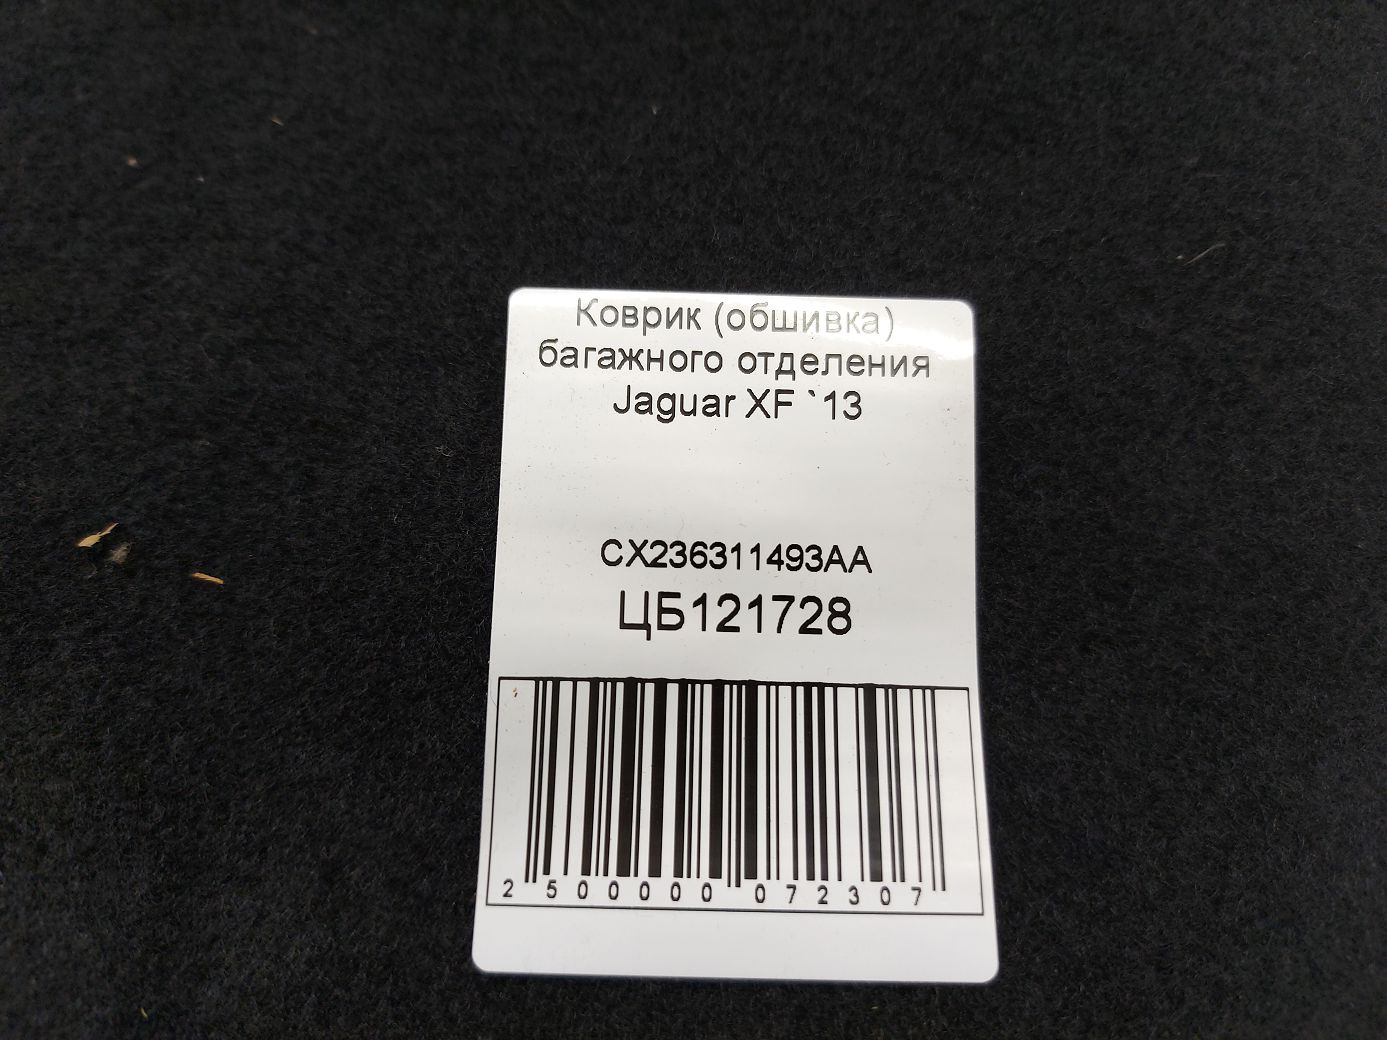 Коврик (обшивка)
багажного отделения
Jaguar XF `13
CX236311493AA
ЦБ121728
2 500000 072307